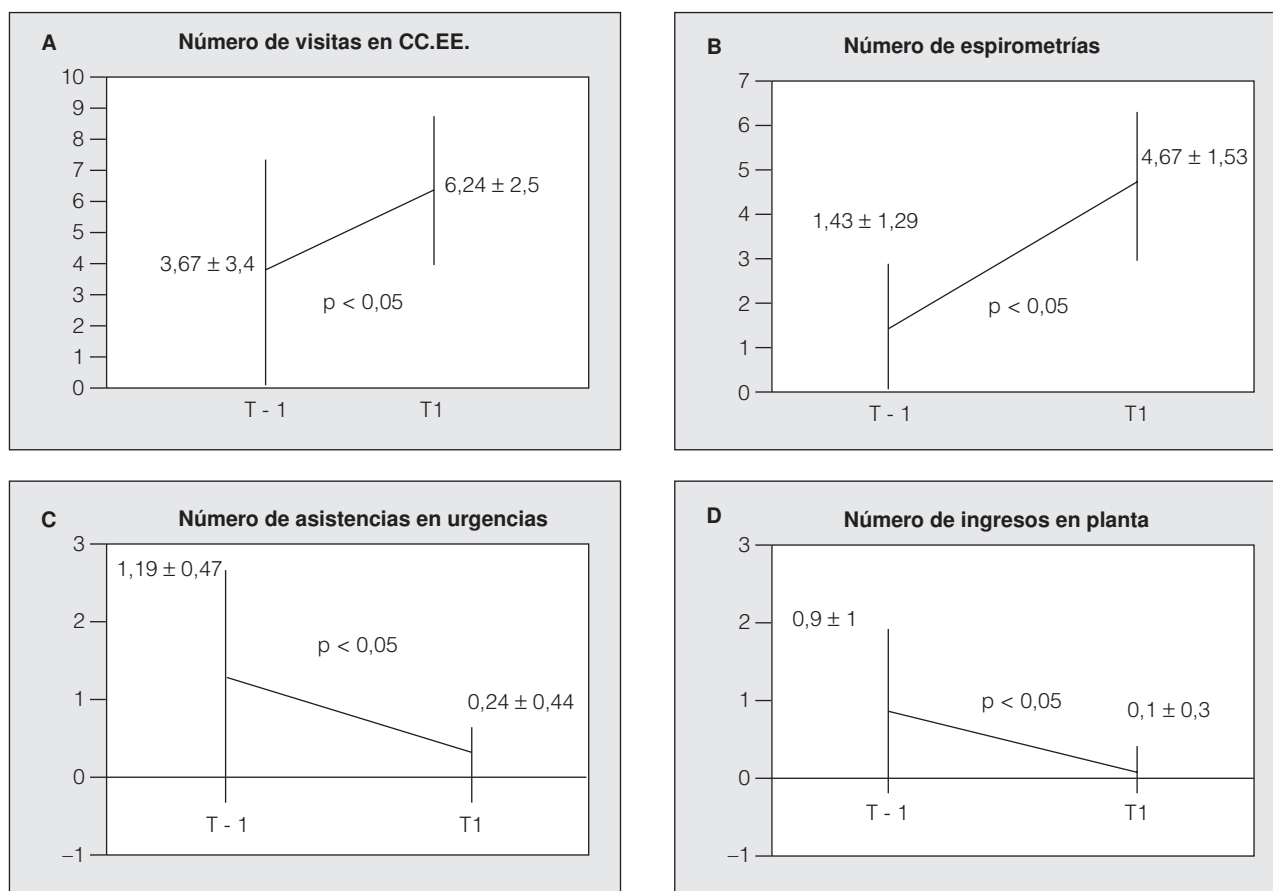 A Número de visitas en CC.EE.
10
9
8
7
6
5
4
3
2
1
0
3,67 ± 3,4
6,24 ± 2,5
p < 0,05
T - 1 T1
B Número de espirometrías
7
6
5
4
3
2
1
0
1,43 ± 1,29
4,67 ± 1,53
p < 0,05
T - 1 T1
C Número de asistencias en urgencias
3
2
1
0
–1
1,19 ± 0,47
p < 0,05
0,24 ± 0,44
T - 1 T1
D Número de ingresos en planta
3
2
1
0
–1
0,9 ± 1
p < 0,05
0,1 ± 0,3
T - 1 T1